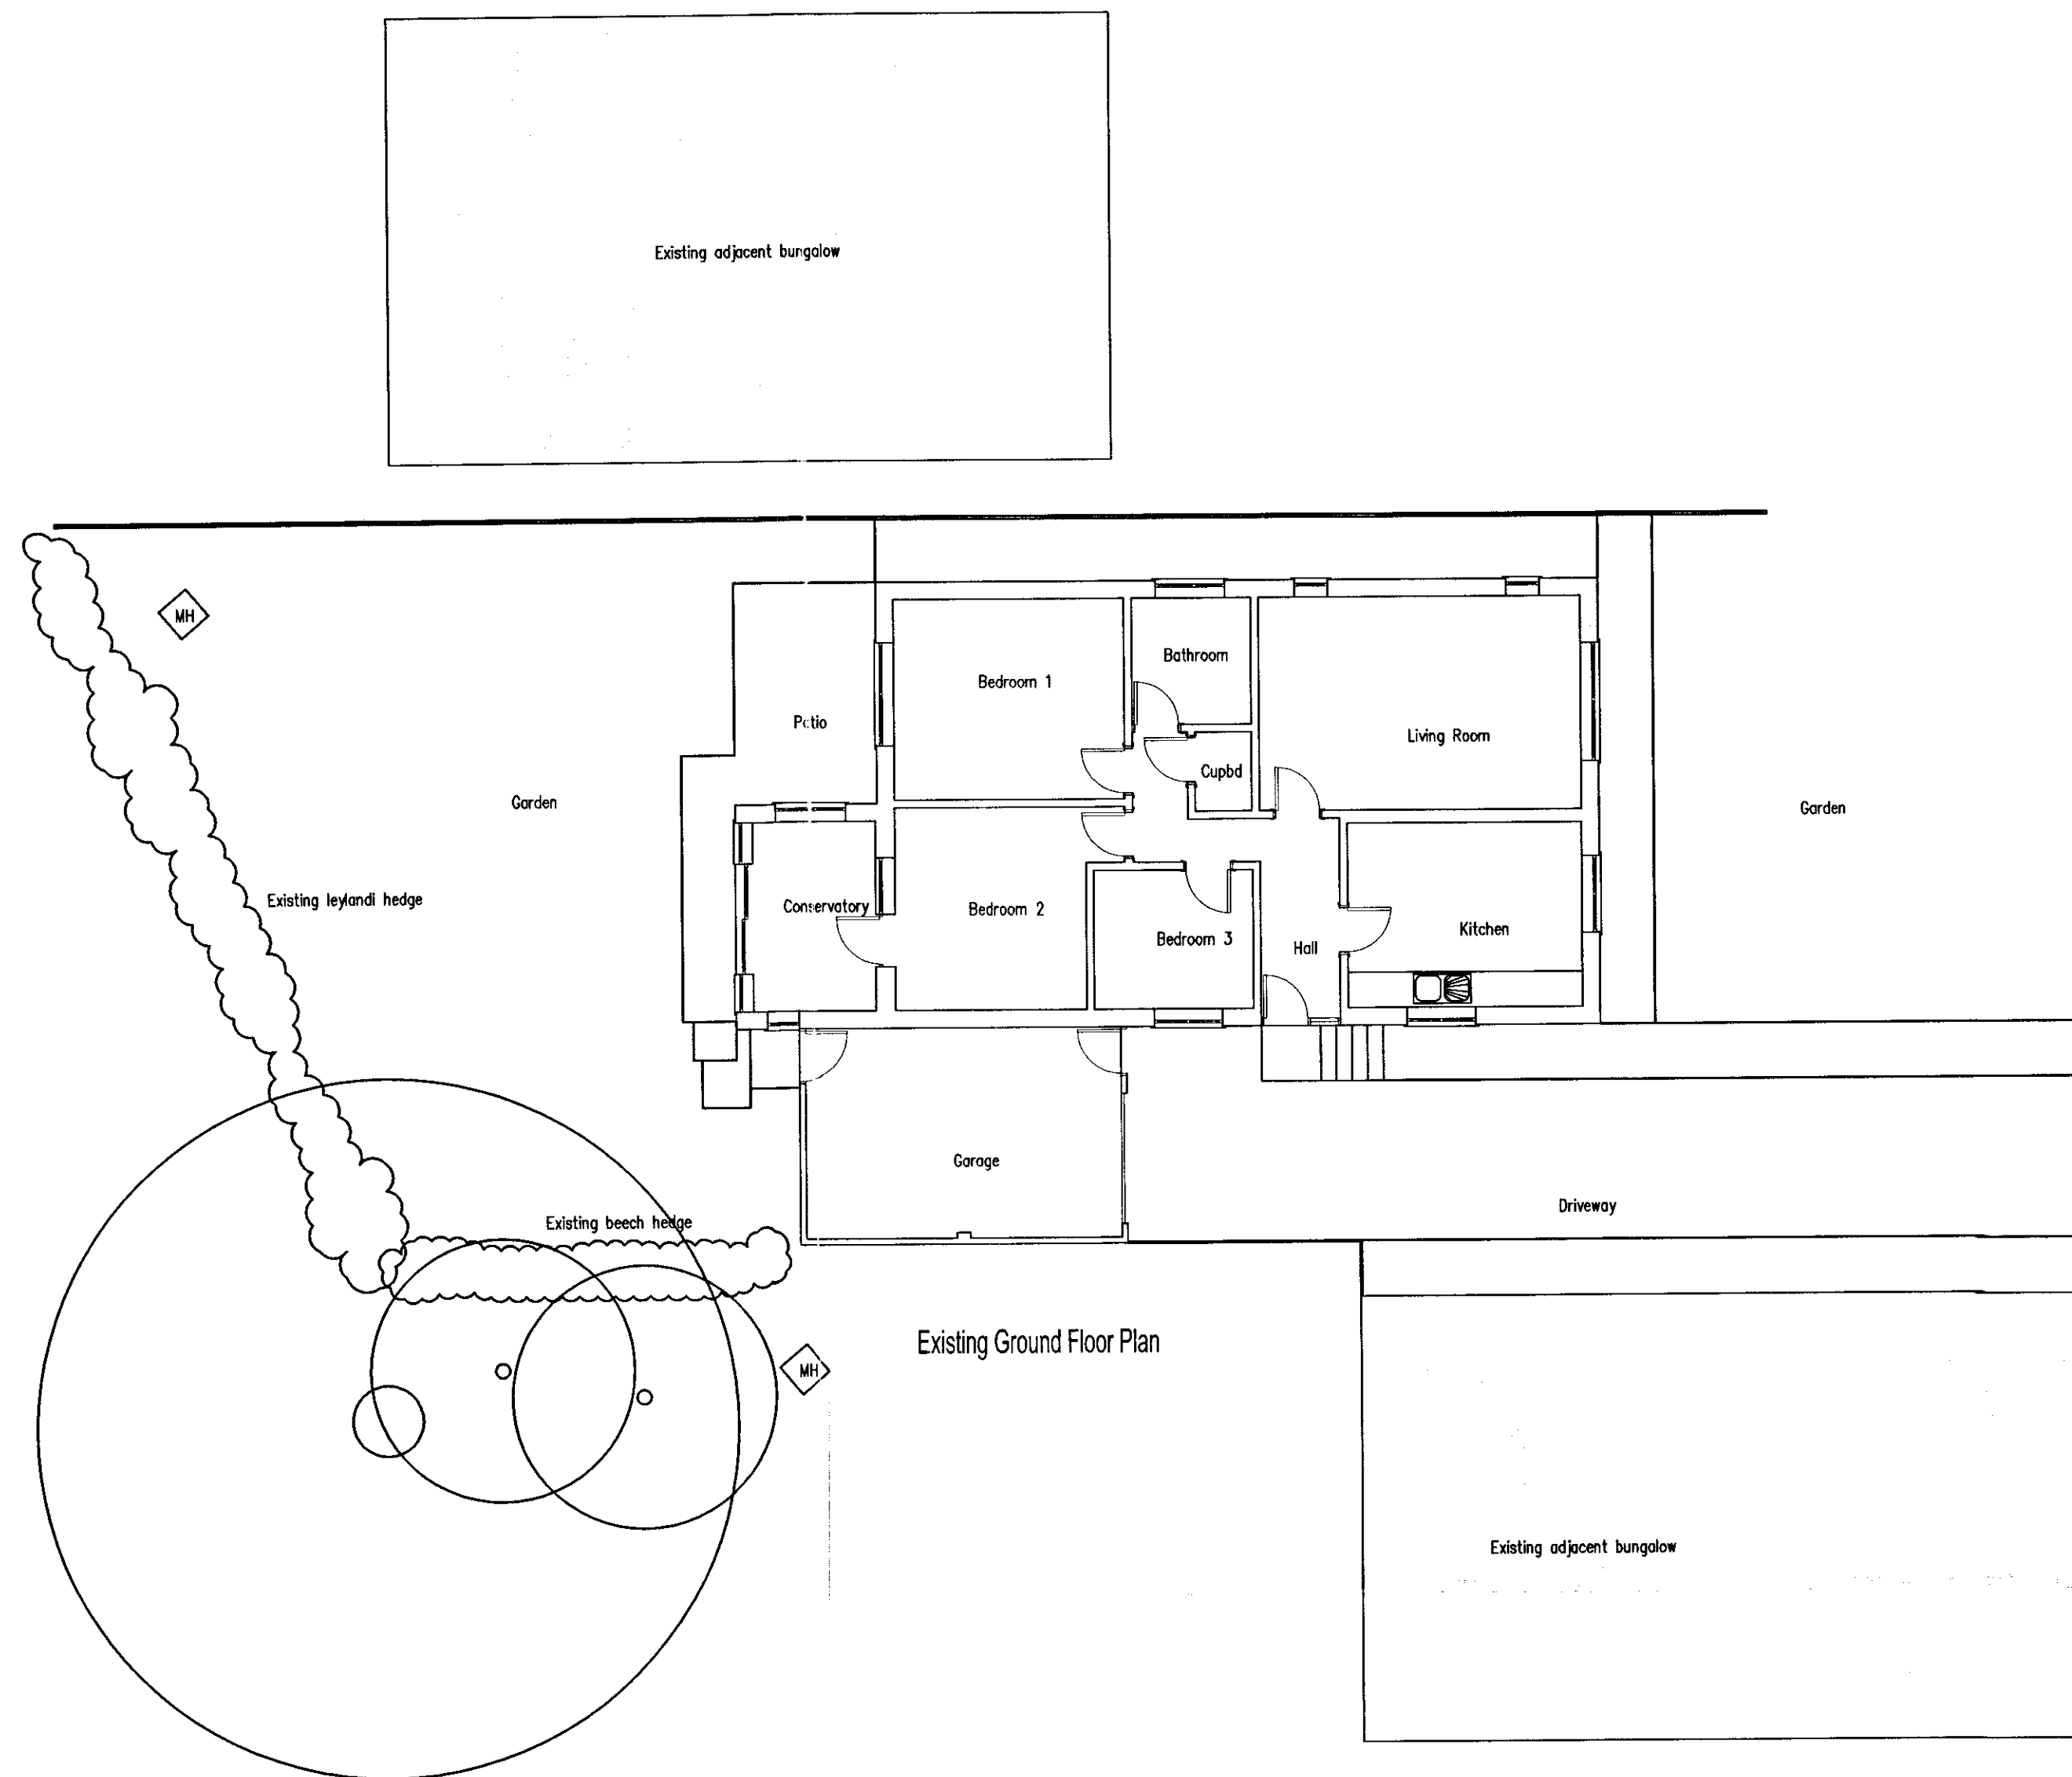 Existing adjacent bungalow
MH
Bathroom
Bedroom 1
Patio
Living Room
Cupbd
Garden
Garden
Existing leylandi hedge
Conservatory
Bedroom 2
Bedroom 3
Hall
Kitchen
Garage
Driveway
Existing beech hedge
Existing Ground Floor Plan
MH
Existing adjacent bungalow